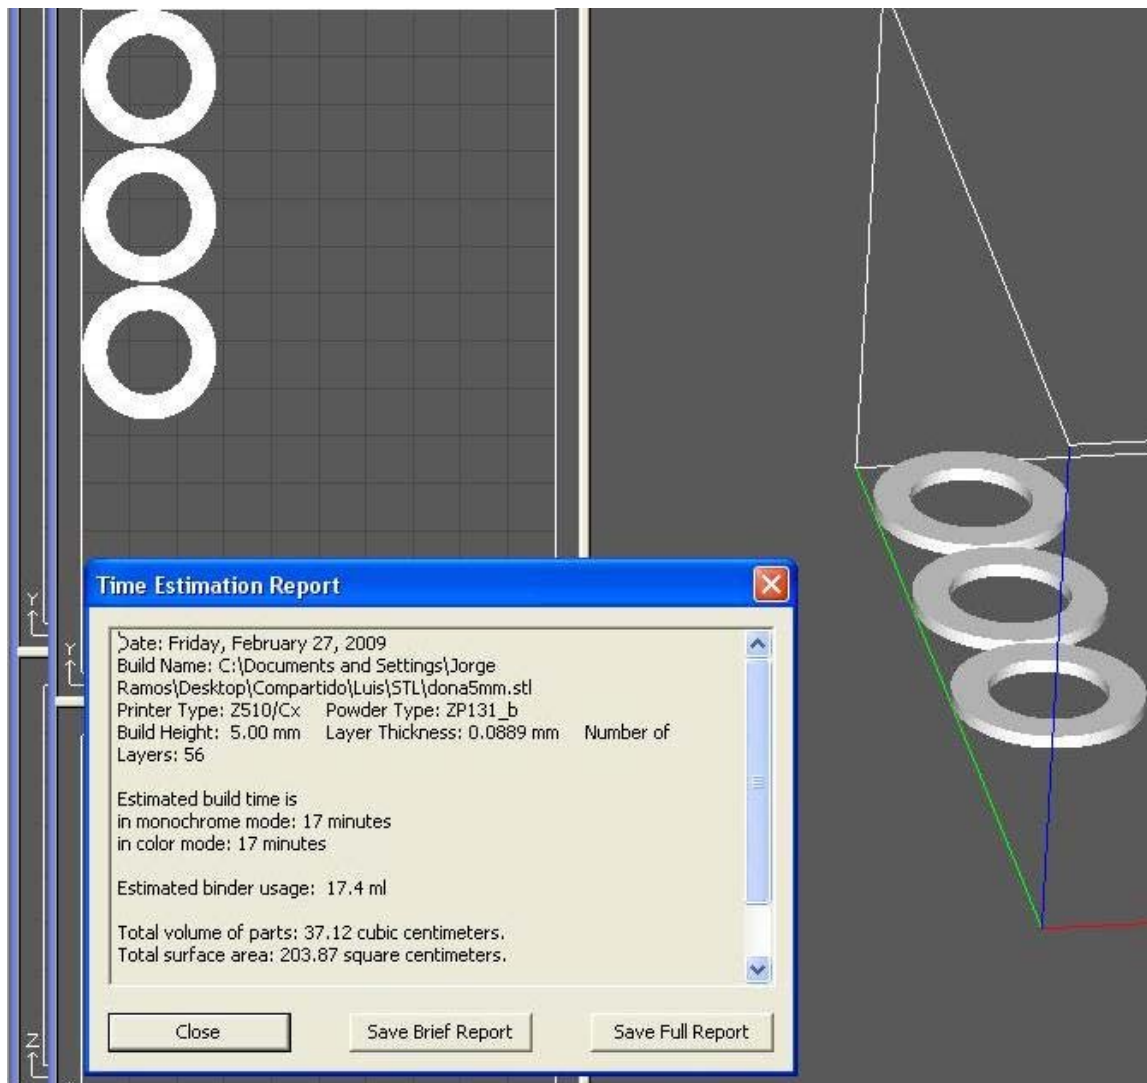 Time Estimation Report
Date: Friday, February 27, 2009
Build Name: C:\Documents and Settings\Jorge
Ramos\Desktop\Compartido\Luis\STL\dona5mm.stl
Printer Type: Z510/Cx    Powder Type: ZP131_b
Build Height:  5.00 mm    Layer Thickness: 0.0889 mm    Number of
Layers: 56
Estimated build time is
in monochrome mode: 17 minutes
in color mode: 17 minutes
Estimated binder usage:  17.4 ml
Total volume of parts: 37.12 cubic centimeters.
Total surface area: 203.87 square centimeters.
Close
Save Brief Report
Save Full Report
Y
Y
Z